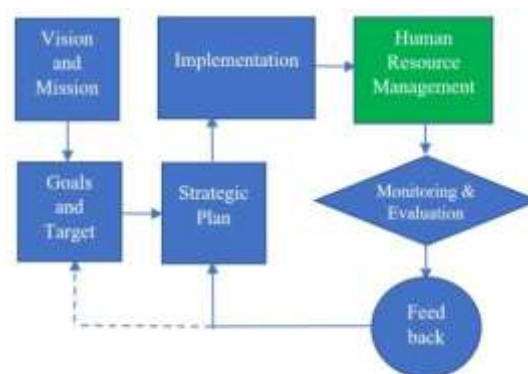 Vision
and
Mission
Implementation
Human
Resource
Management
Goals
and
Target
Strategic
Plan
Monitoring &
Evaluation
Feed
back